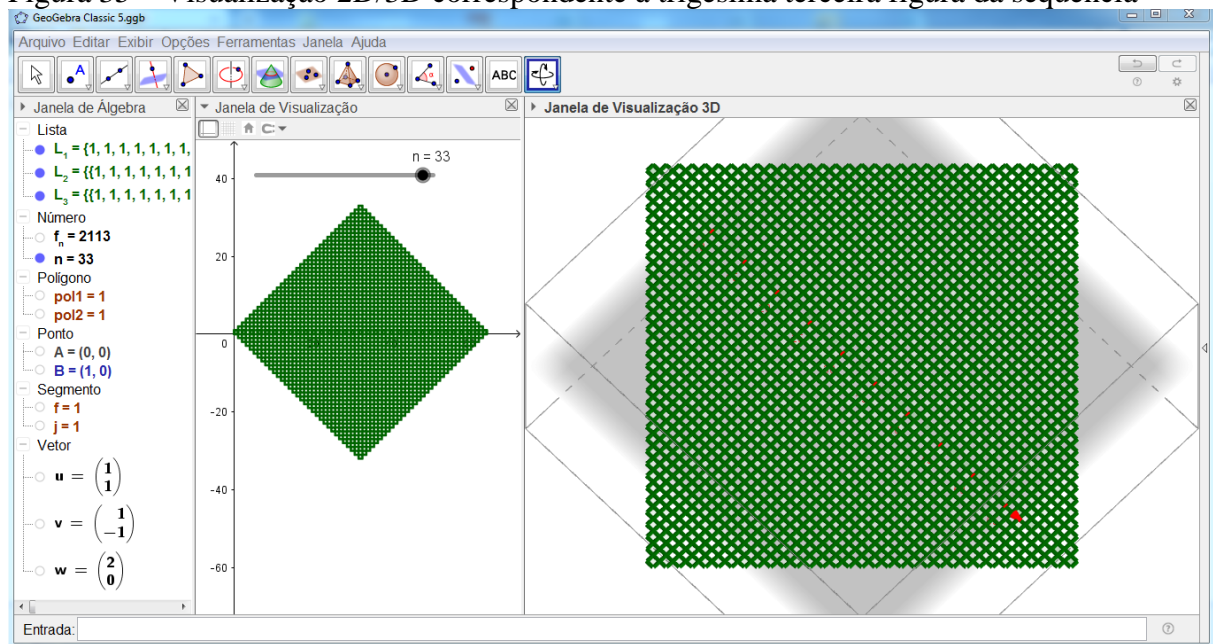 Figura 33 – Visualização 2D/3D correspondente a trigésima terceira figura da sequência
GeoGebra Classic 5.ggb
Arquivo Editar Exibir Opções Ferramentas Janela Ajuda
ABC
Janela de Álgebra
Janela de Visualização
Janela de Visualização 3D
Lista
L1 = {1, 1, 1, 1, 1, 1, 1,
L2 = {{1, 1, 1, 1, 1, 1, 1
L3 = {{1, 1, 1, 1, 1, 1, 1
Número
fn = 2113
n = 33
Polígono
pol1 = 1
pol2 = 1
Ponto
A = (0, 0)
B = (1, 0)
Segmento
f = 1
j = 1
Vetor
u = (1 1)
v = (1 -1)
w = (2 0)
n = 33
40
20
0
-20
-40
-60
Entrada: